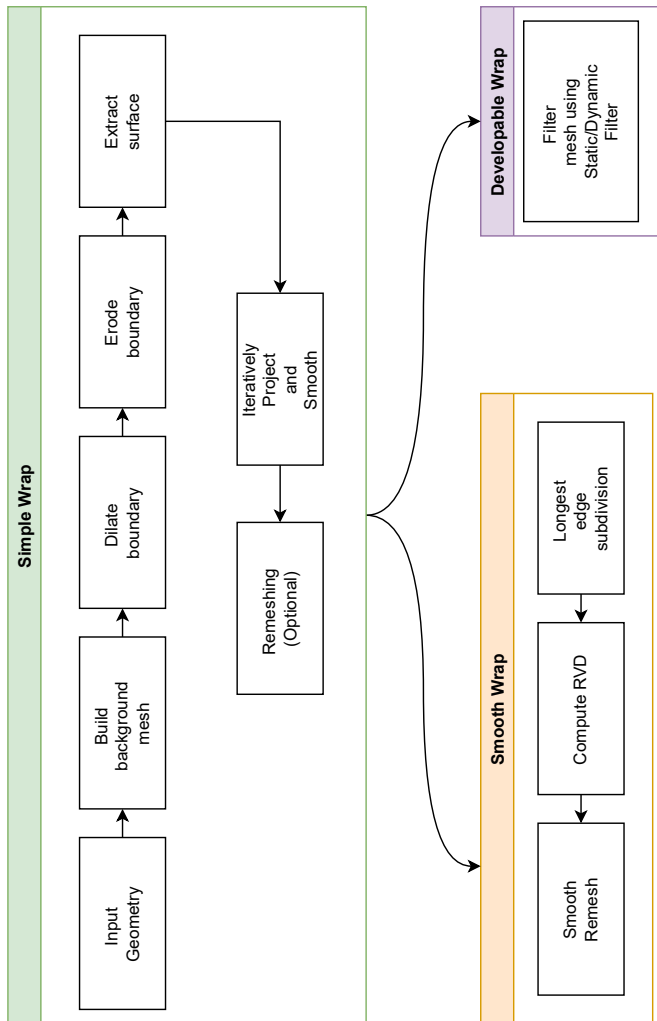 Simple Wrap
Input
Geometry
Build
background
mesh
Dilate
boundary
Erode
boundary
Extract
surface
Iteratively
Project
and
Smooth
Remeshing
(Optional)
Smooth Wrap
Longest
edge
subdivision
Compute RVD
Smooth
Remesh
Developable Wrap
Filter
mesh using
Static/Dynamic
Filter